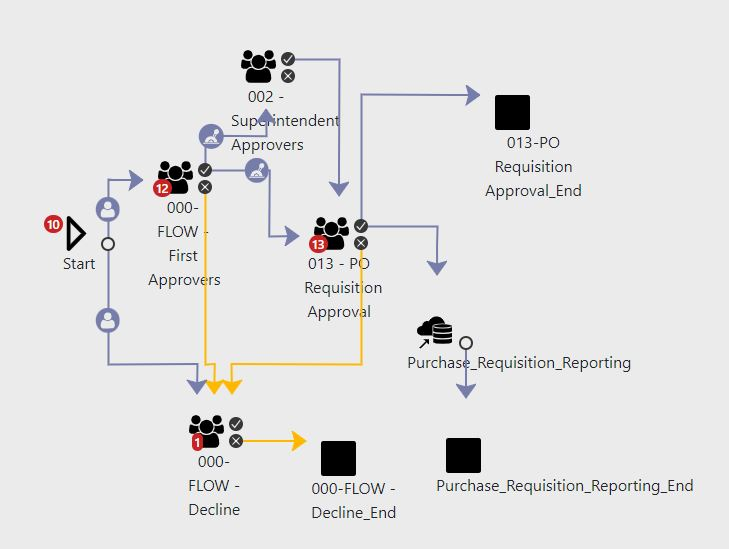 002 -
Superintendent
Approvers
013-PO
Requisition
Approval_End
12
000-
FLOW -
First
Approvers
10
Start
13
013 - PO
Requisition
Approval
Purchase_Requisition_Reporting
1
000-
FLOW -
Decline
000-FLOW -
Decline_End
Purchase_Requisition_Reporting_End